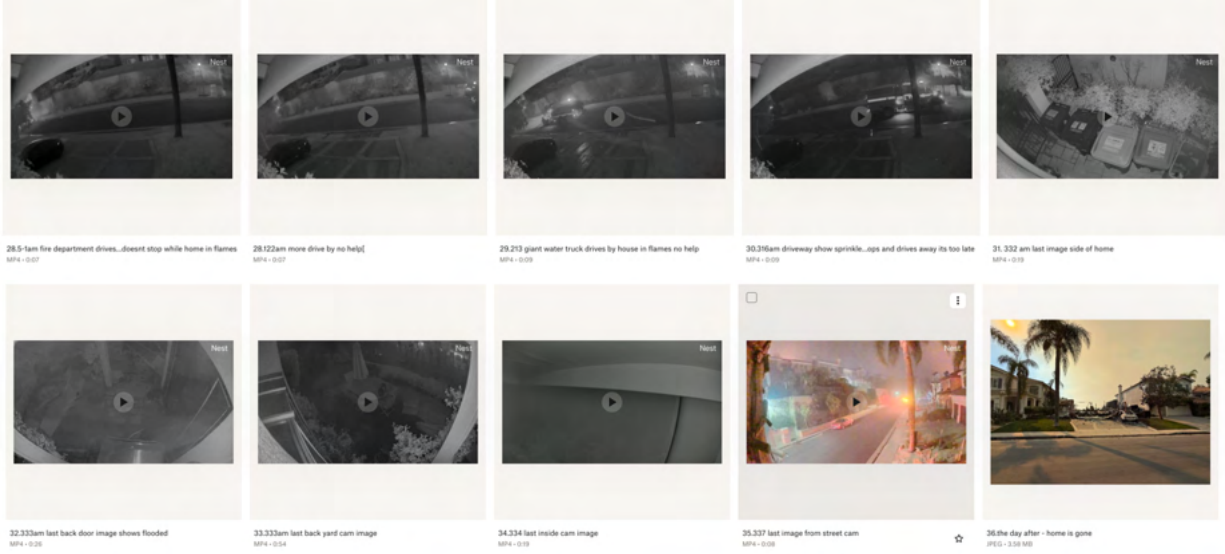 Nest
Nest
Nest
Nest
Nest
28.5-1am fire department drives...doesnt stop while home in flames
MP4 • 0:07
28.122am more drive by no help[
MP4 • 0:07
29.213 giant water truck drives by house in flames no help
MP4 • 0:09
30.316am driveway show sprinkle...ops and drives away its too late
MP4 • 0:09
31. 332 am last image side of home
MP4 • 0:19
Nest
Nest
Nest
Nest
32.333am last back door image shows flooded
MP4 • 0:26
33.333am last back yard cam image
MP4 • 0:54
34.334 last inside cam image
MP4 • 0:19
35.337 last image from street cam
MP4 • 0:08
36.the day after - home is gone
JPEG • 3.58 MB